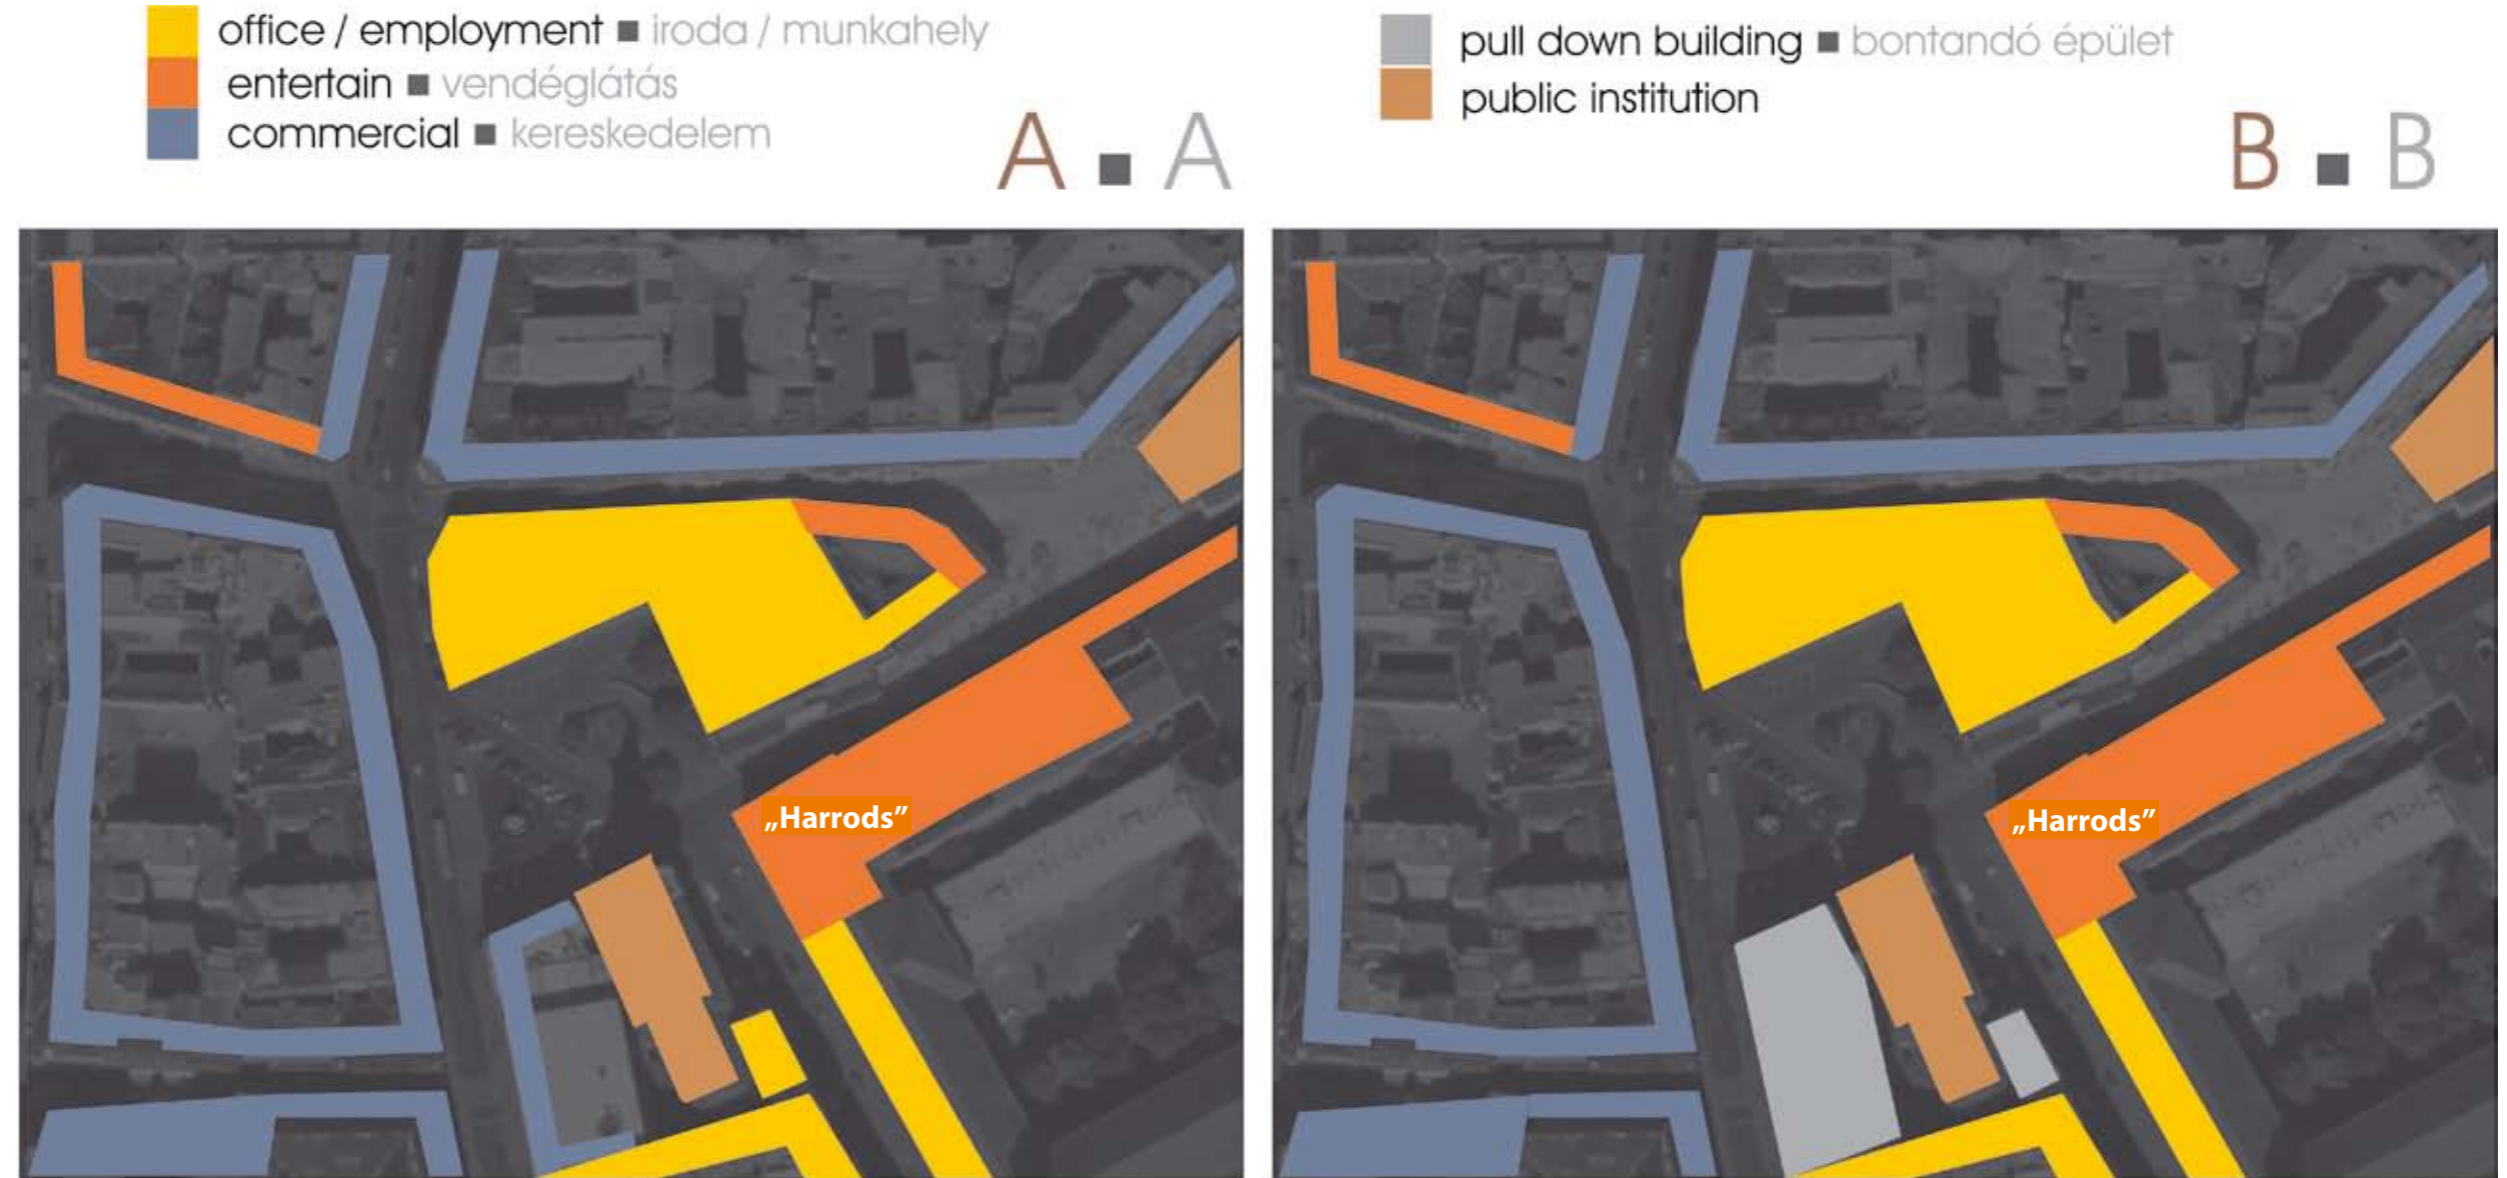 office / employment ■ iroda / munkahely
entertain ■ vendéglátás
commercial ■ kereskedelem
A ■ A
pull down building ■ bontandó épület
public institution
B ■ B
„Harrods”
„Harrods”